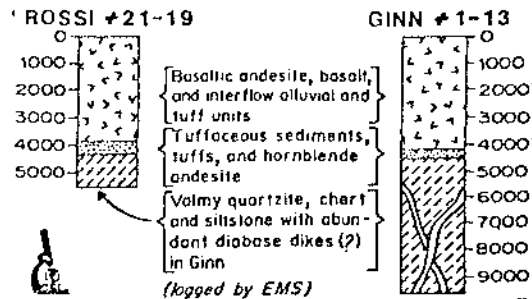 ROSSI #21-19
GINN #1-13
0
1000
2000
3000
4000
5000
Basaltic andesite, basalt,
and interflow alluvial and
tuff units
Tuffaceous sediments,
tuffs, and hornblende
andesite
Valmy quartzite, chert
and siltstone with abun-
dant diabase dikes (?)
in Ginn
(logged by EMS)
0
1000
2000
3000
4000
5000
6000
7000
8000
9000